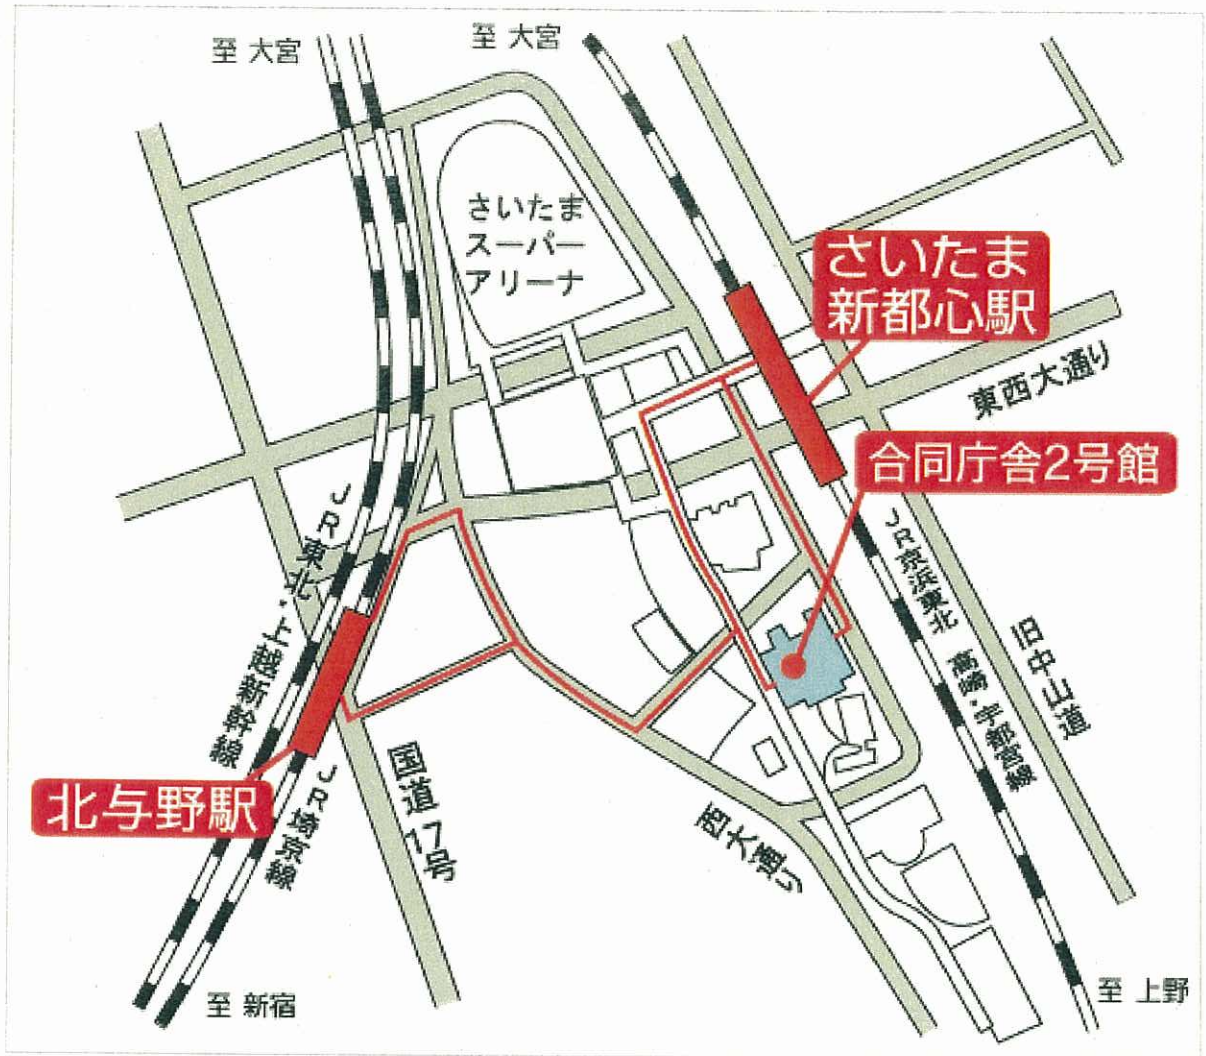 至 大宮
至 大宮
さいたま
スーパー
アリーナ
さいたま
新都心駅
東西大通り
合同庁舎2号館
JR東北・上越新幹線
JR京浜東北 高崎・宇都宮線
旧中山道
北与野駅
JR埼京線
国道17号
西大通り
至 新宿
至 上野